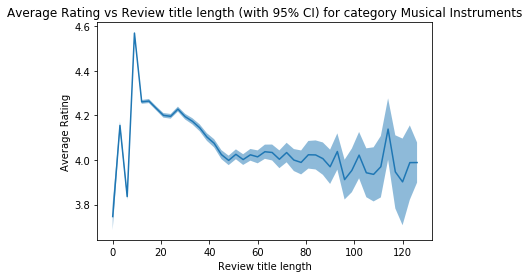 Average Rating vs Review title length (with 95% CI) for category Musical Instruments
4.6
4.4
4.2
4.0
3.8
Average Rating
0 20 40 60 80 100 120
Review title length